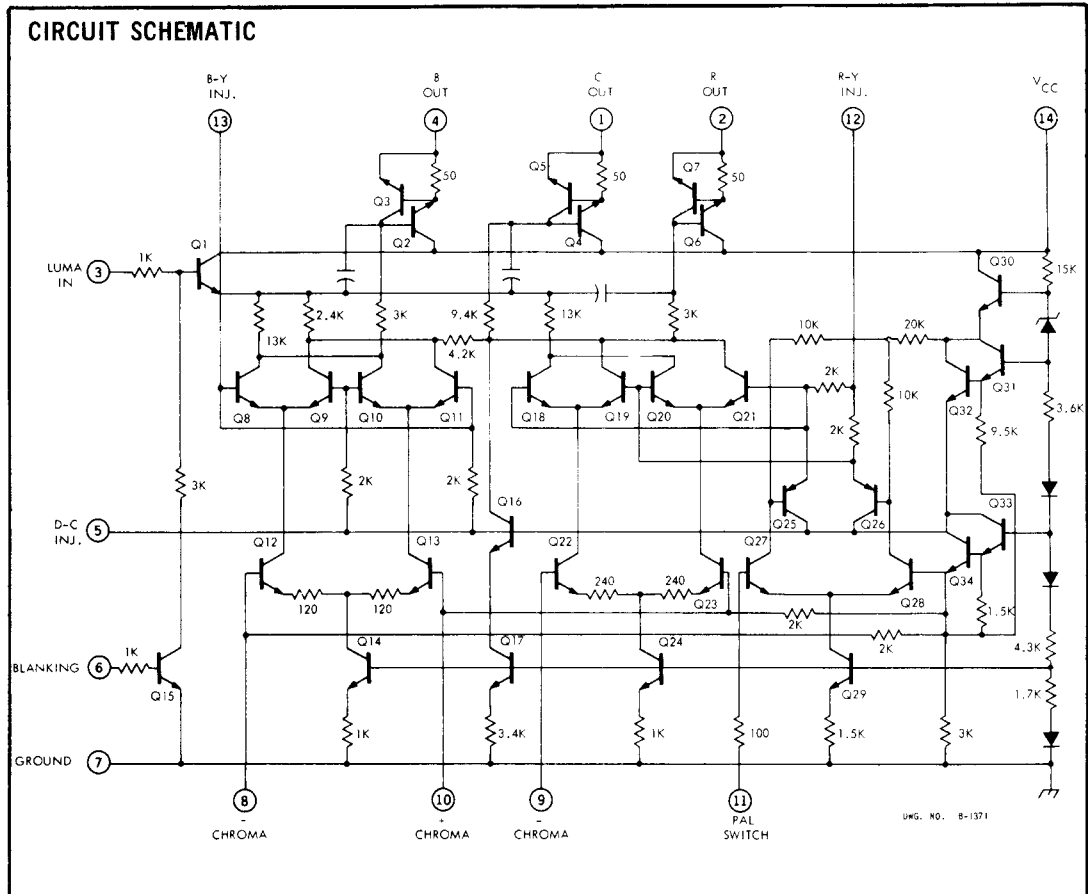 CIRCUIT SCHEMATIC
B-Y INJ.
13
B OUT
4
C OUT
1
R OUT
2
R-Y INJ.
12
VCC
14
Q3
50
Q2
Q5
50
Q4
Q7
50
Q6
Q1
LUMA IN
3
1K
Q30
15K
13K
2.4K
3K
9.4K
4.2K
13K
3K
10K
20K
Q31
Q8
Q9
Q10
Q11
Q18
Q19
Q20
Q21
2K
2K
10K
Q32
9.5K
3.6K
3K
2K
2K
Q16
Q25
Q26
Q33
D-C INJ.
5
Q12
Q13
Q22
Q23
Q27
Q28
Q34
120
120
240
240
2K
2K
1.5K
4.3K
BLANKING
6
1K
Q15
Q14
Q17
Q24
Q29
1.7K
1K
3.4K
1K
100
1.5K
3K
GROUND
7
8
- CHROMA
10
+ CHROMA
9
- CHROMA
11
PAL SWITCH
DWG. NO. B-1371